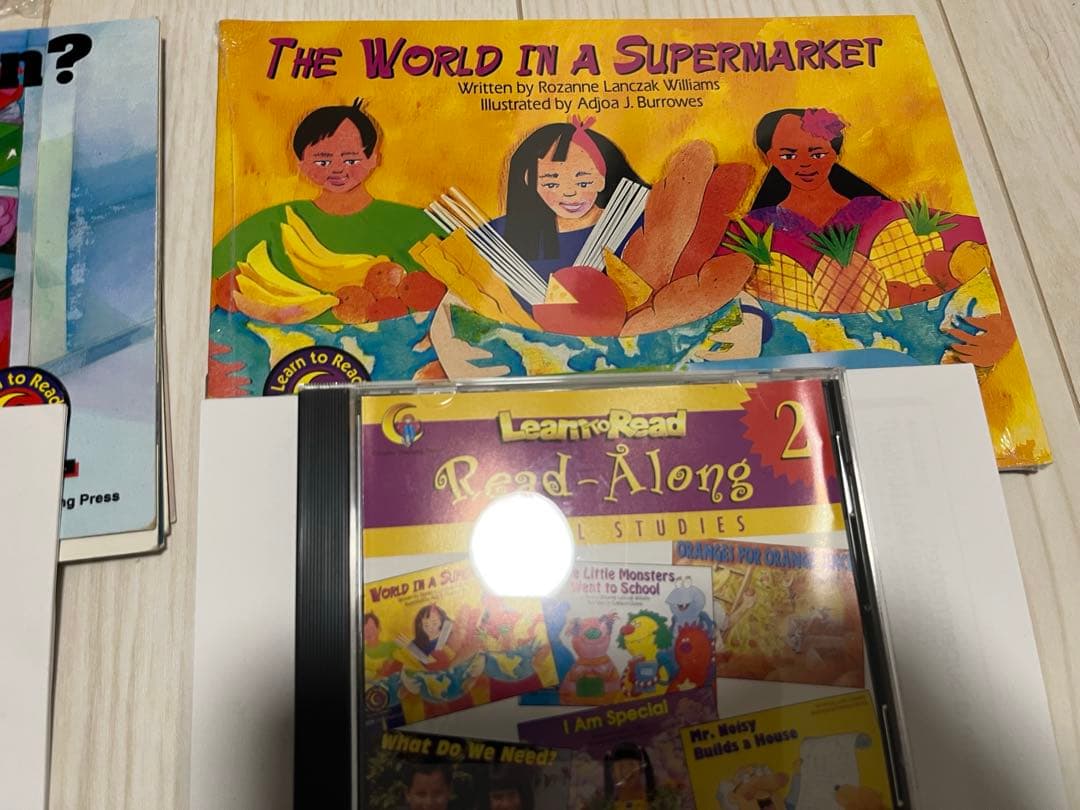 n?
to Read
ng Press
THE WORLD IN A SUPERMARKET
Written by Rozanne Lanczak Williams
Illustrated by Adjoa J. Burrowes
Learn to Read
Learn to Read
Read-Along
2
L STUDIES
WORLD IN A SUPE
e Little Monsters
Went to School
ORANGES FOR ORANGE
I Am Special
What Do We Need?
Mr. Noisy
Builds a House